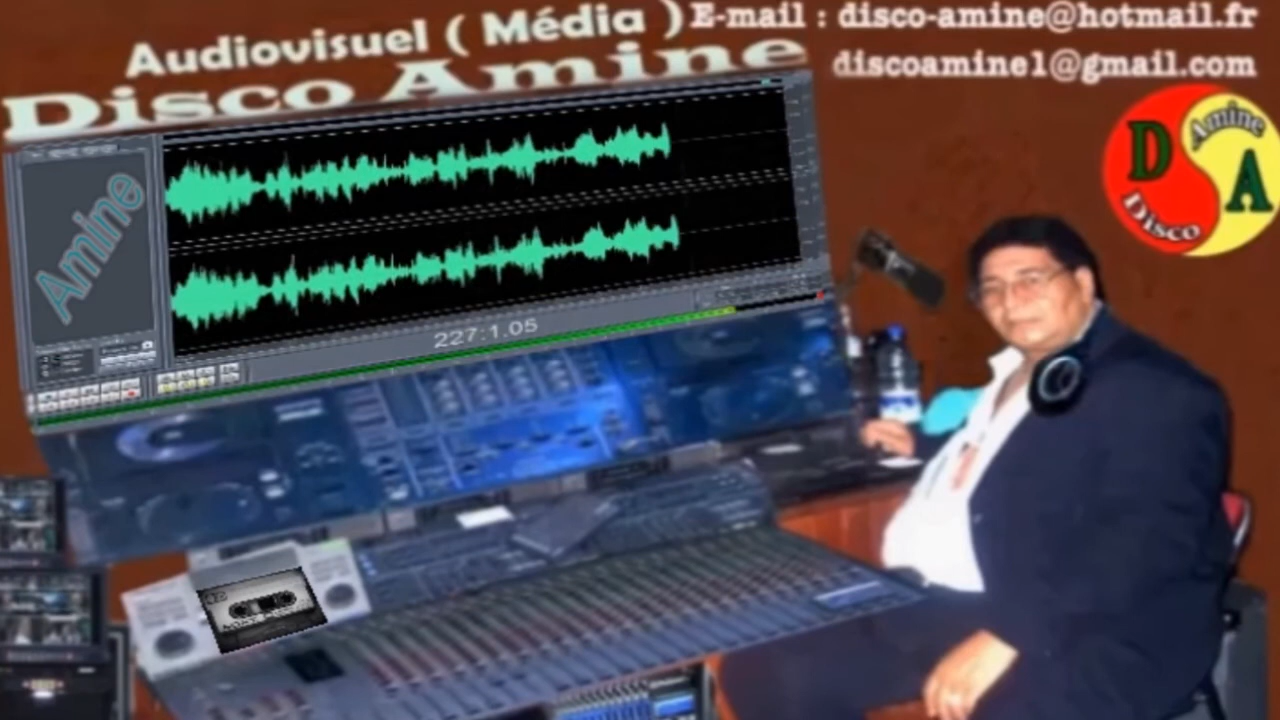 Audiovisuel ( Média )
E-mail : disco-amine@hotmail.fr
Disco Amine
discoamine1@gmail.com
Amine
D
A
Disco
Amine
227:1.05